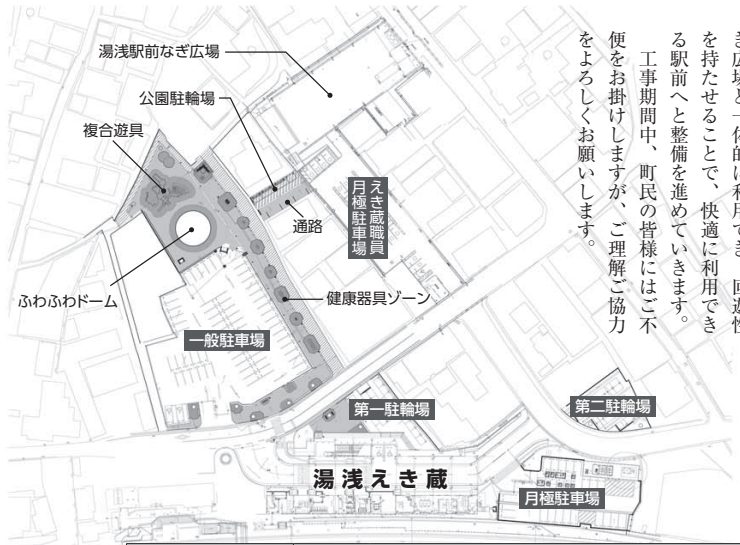 き広場と一体的に利用でき、回遊性
を持たせることで、快適に利用でき
る駅前へと整備を進めていきます。
　工事期間中、町民の皆様にはご不
便をお掛けしますが、ご理解ご協力
をよろしくお願いします。
湯浅駅前なぎ広場
公園駐輪場
複合遊具
えき蔵職員
月極駐車場
通路
ふわふわドーム
健康器具ゾーン
一般駐車場
第一駐輪場
第二駐輪場
湯浅えき蔵
月極駐車場